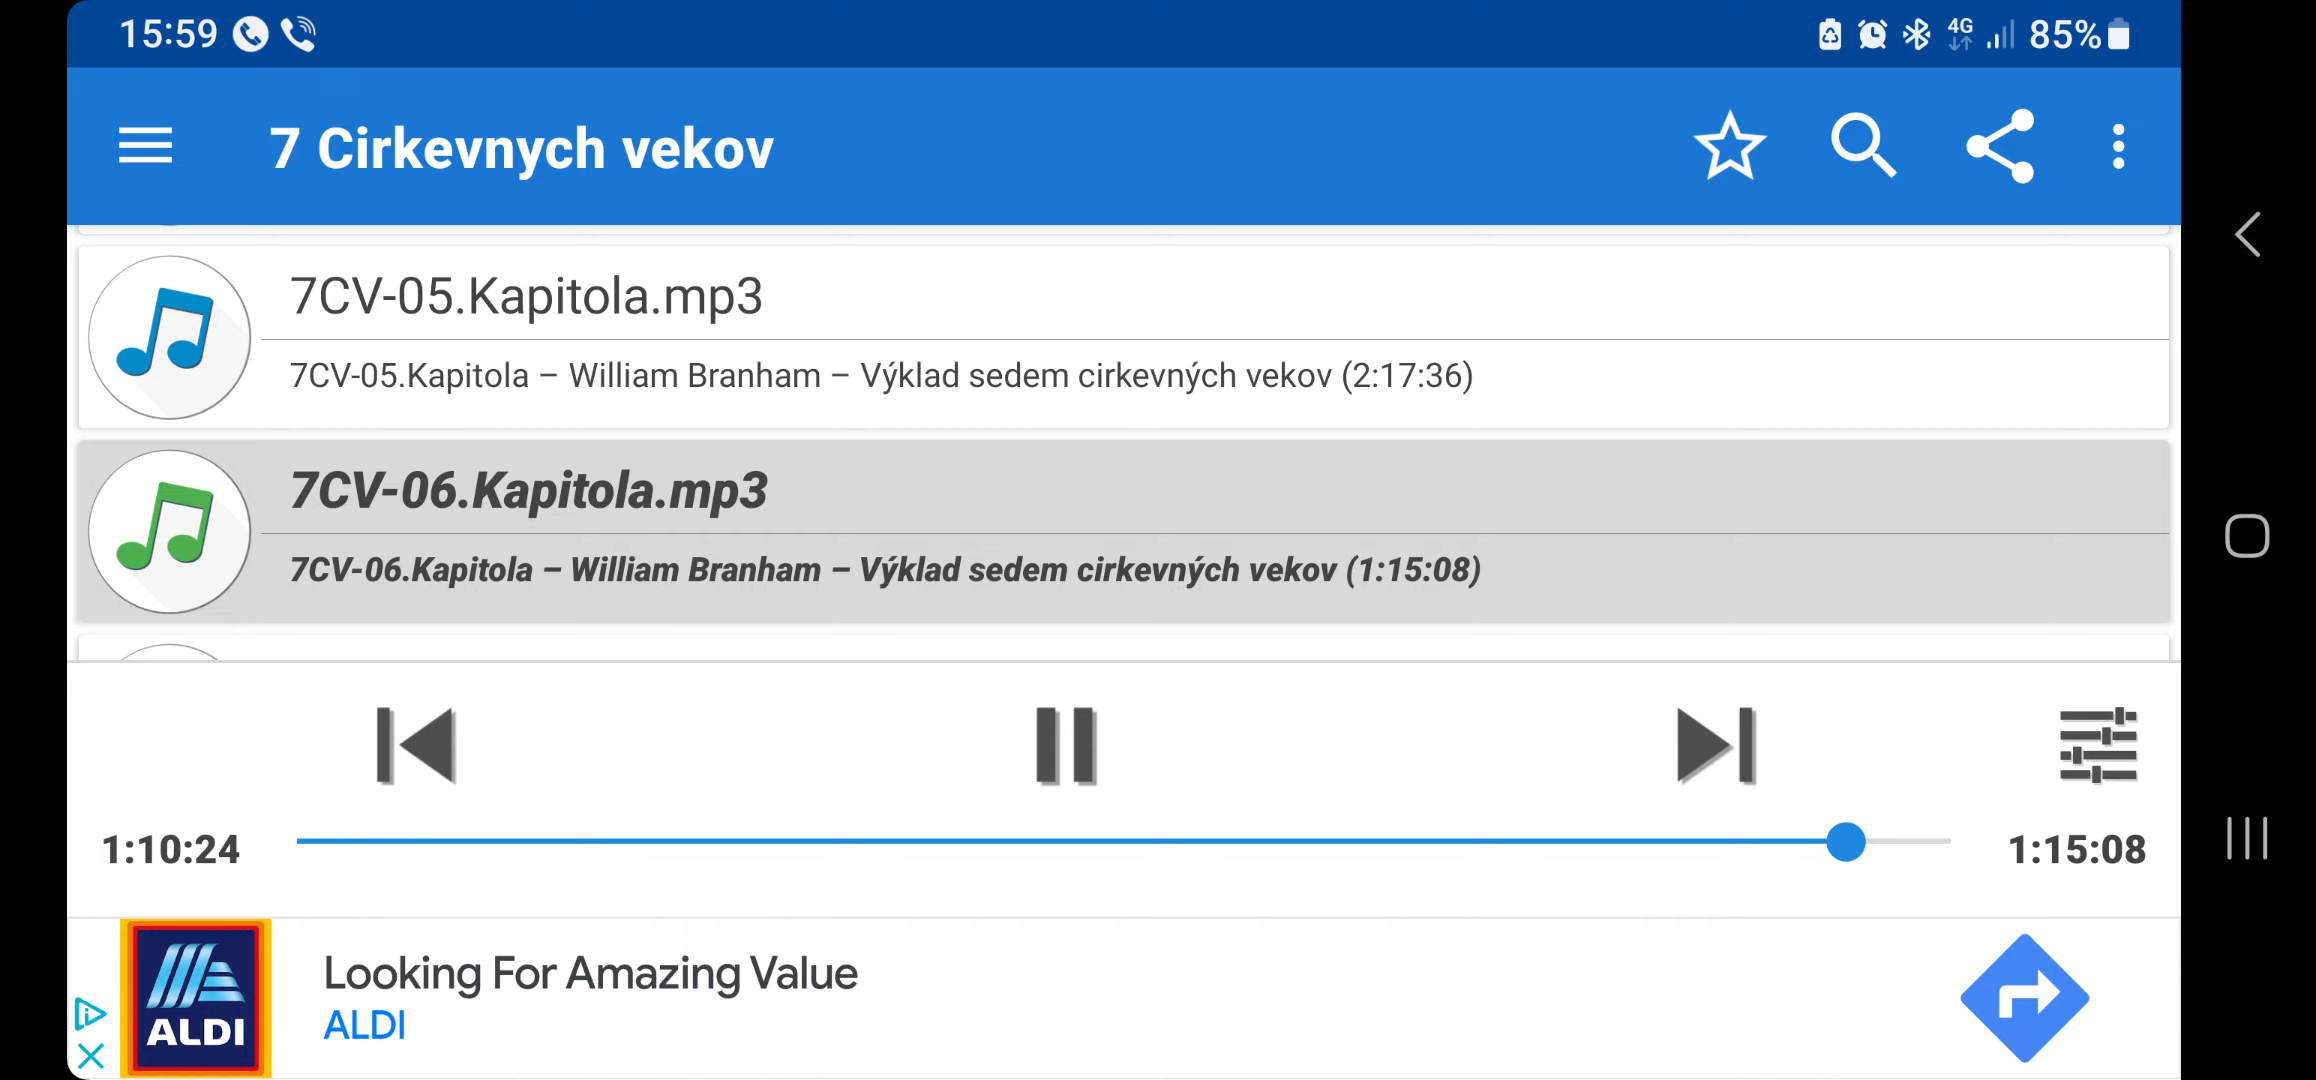 15:59
4G
85%
7 Cirkevnych vekov
7CV-05.Kapitola.mp3
7CV-05.Kapitola – William Branham – Výklad sedem cirkevných vekov (2:17:36)
7CV-06.Kapitola.mp3
7CV-06.Kapitola – William Branham – Výklad sedem cirkevných vekov (1:15:08)
1:10:24
1:15:08
ALDI
Looking For Amazing Value
ALDI